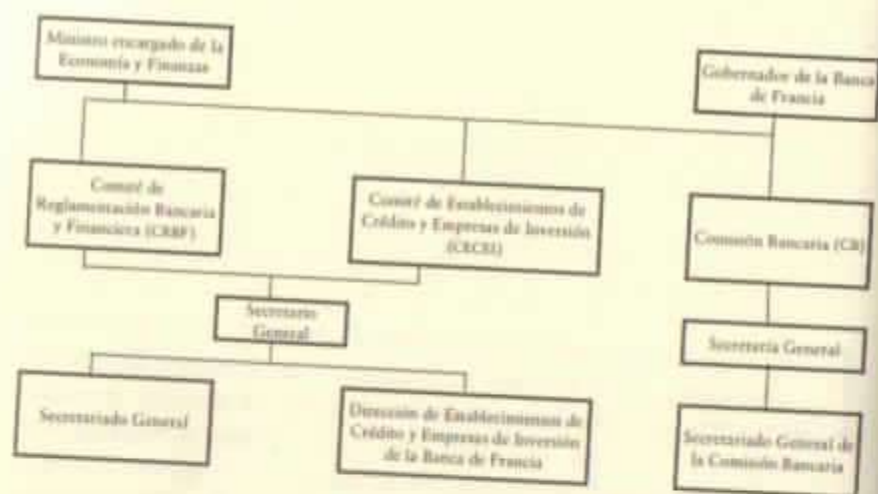 Ministro encargado de la
Economía y Finanzas
Gobernador de la Banca
de Francia
Comité de
Reglamentación Bancaria
y Financiera (CRBF)
Comité de Establecimientos de
Crédito y Empresas de Inversión
(CECEI)
Comisión Bancaria (CB)
Secretario
General
Secretaría General
Secretariado General
Dirección de Establecimientos de
Crédito y Empresas de Inversión
de la Banca de Francia
Secretariado General de
la Comisión Bancaria